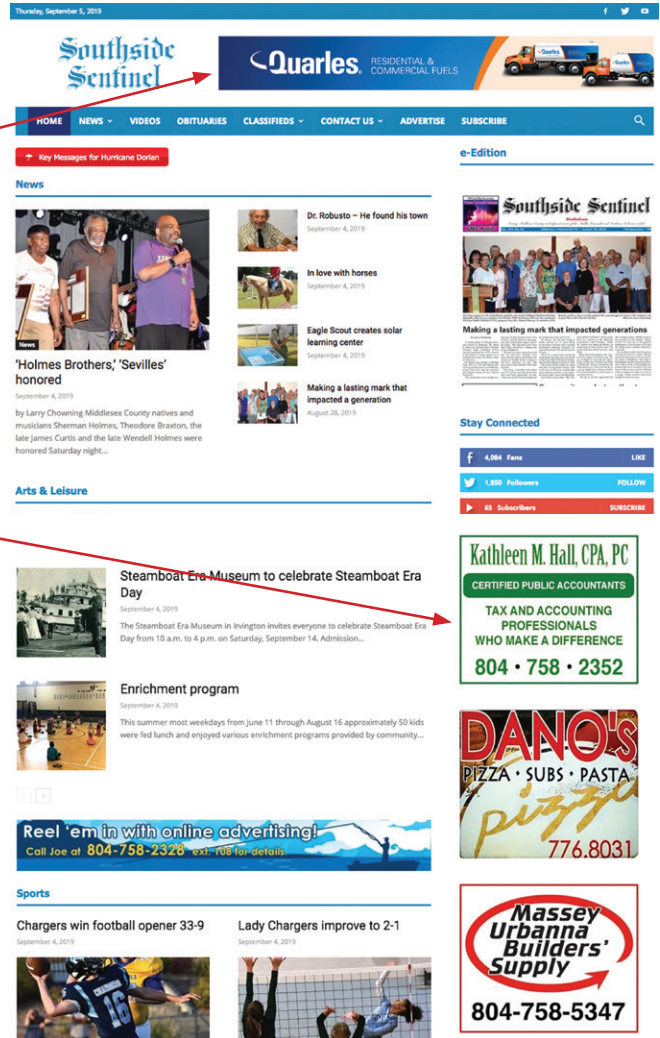 Thursday, September 5, 2019
Southside
Sentinel
Quarles.
RESIDENTIAL &
COMMERCIAL FUELS
HOME NEWS VIDEOS OBITUARIES CLASSIFIEDS CONTACT US ADVERTISE SUBSCRIBE
Key Messages for Hurricane Dorian
News
News
'Holmes Brothers,' 'Sevilles'
honored
September 4, 2019
by Larry Chowning Middlesex County natives and
musicians Sherman Holmes, Theodore Braxton, the
late James Curtis and the late Wendell Holmes were
honored Saturday night...
Dr. Robusto – He found his town
September 4, 2019
In love with horses
September 4, 2019
Eagle Scout creates solar
learning center
September 4, 2019
Making a lasting mark that
impacted a generation
August 28, 2019
e-Edition
Southside Sentinel
Making a lasting mark that impacted generations
Stay Connected
4,084 Fans LIKE
1,850 Followers FOLLOW
65 Subscribers SUBSCRIBE
Arts & Leisure
Steamboat Era Museum to celebrate Steamboat Era
Day
September 4, 2019
The Steamboat Era Museum in Irvington invites everyone to celebrate Steamboat Era
Day from 10 a.m. to 4 p.m. on Saturday, September 14. Admission...
Enrichment program
September 4, 2019
This summer most weekdays from June 11 through August 16 approximately 50 kids
were fed lunch and enjoyed various enrichment programs provided by community...
Kathleen M. Hall, CPA, PC
CERTIFIED PUBLIC ACCOUNTANTS
TAX AND ACCOUNTING
PROFESSIONALS
WHO MAKE A DIFFERENCE
804 • 758 • 2352
DANO'S
PIZZA • SUBS • PASTA
pizza
776.8031
Reel 'em in with online advertising!
Call Joe at 804-758-2328 ext. 108 for details.
Sports
Chargers win football opener 33-9
September 4, 2019
CHARGERS
16
Lady Chargers improve to 2-1
September 4, 2019
Massey
Urbanna
Builders'
Supply
804-758-5347